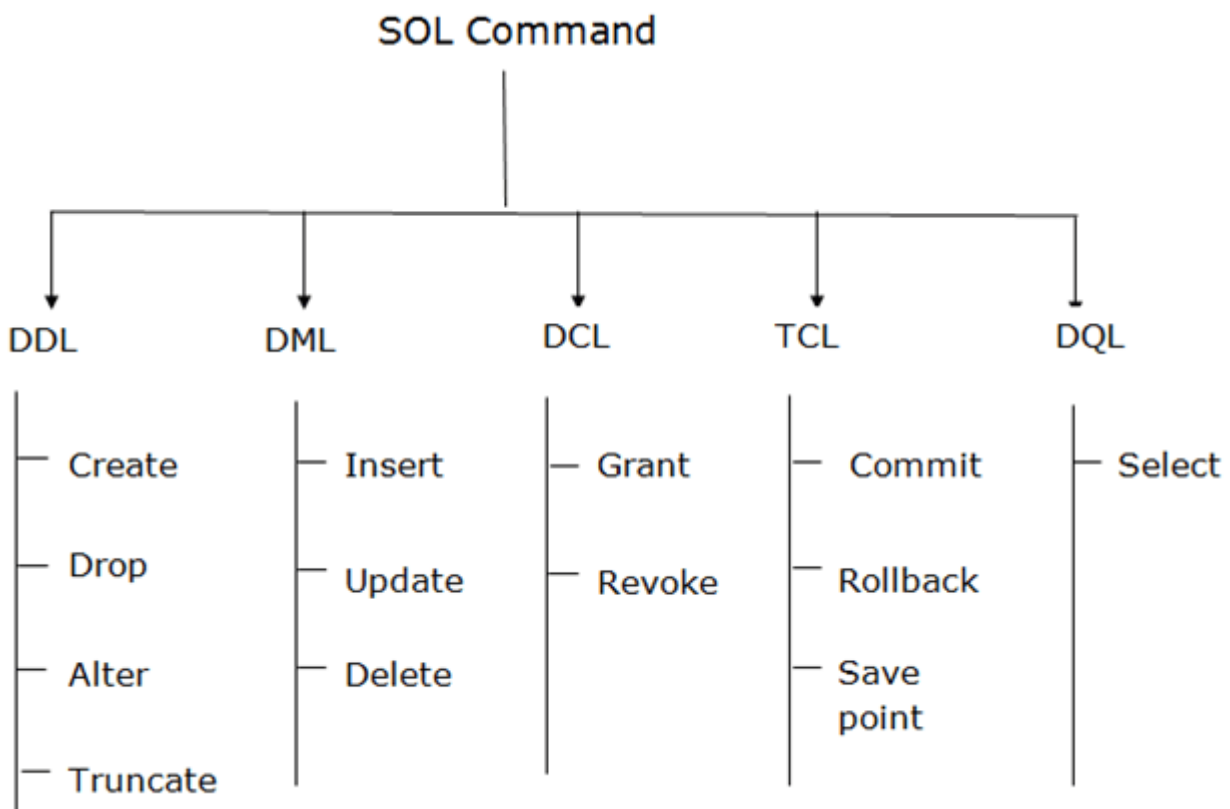 SOL Command
DDL
DML
DCL
TCL
DQL
Create
Insert
Grant
Commit
Select
Drop
Update
Revoke
Rollback
Alter
Delete
Save
point
Truncate